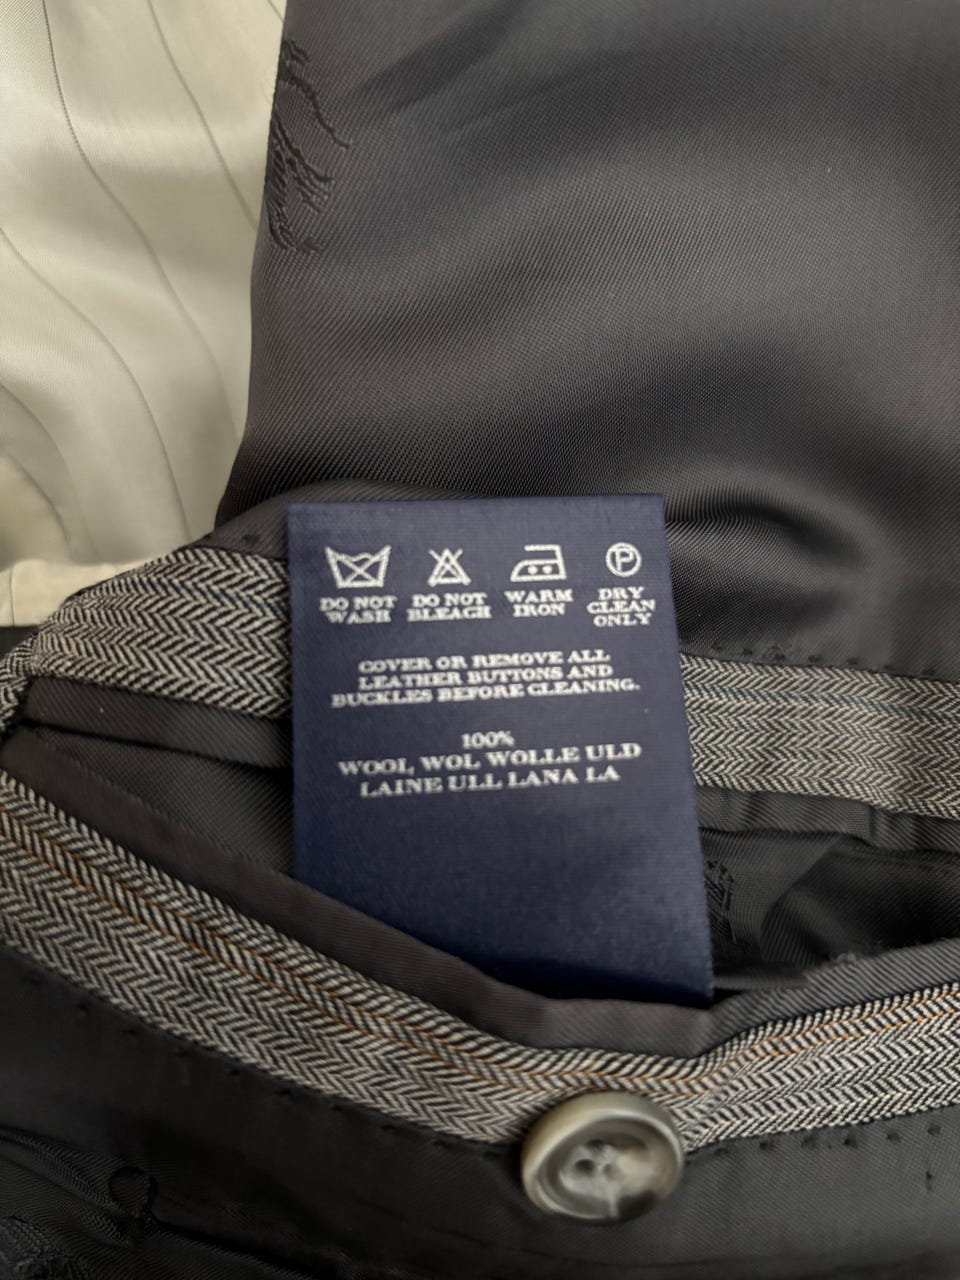 P
DO NOT WASH
DO NOT BLEACH
WARM IRON
DRY CLEAN ONLY
COVER OR REMOVE ALL
LEATHER BUTTONS AND
BUCKLES BEFORE CLEANING.
100%
WOOL, WOL WOLLE ULD
LAINE ULL LANA LA